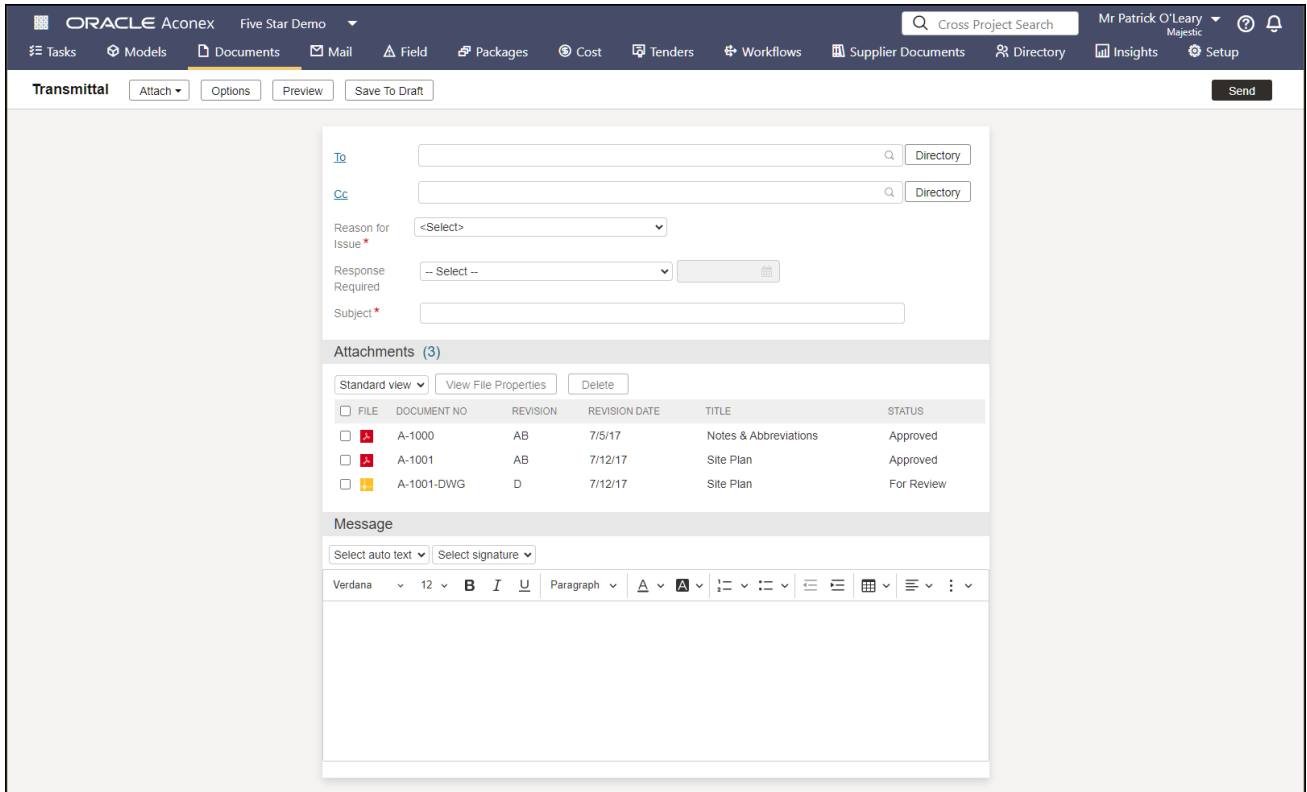 ORACLE Aconex Five Star Demo Cross Project Search Mr Patrick O'Leary
Majestic
Tasks Models Documents Mail Field Packages Cost Tenders Workflows Supplier Documents Directory Insights Setup
Transmittal Attach Options Preview Save To Draft Send
To Directory
Cc Directory
Reason for
Issue * <Select>
Response
Required -- Select --
Subject *
Attachments (3)
Standard view View File Properties Delete
FILE DOCUMENT NO REVISION REVISION DATE TITLE STATUS
A-1000 AB 7/5/17 Notes & Abbreviations Approved
A-1001 AB 7/12/17 Site Plan Approved
A-1001-DWG D 7/12/17 Site Plan For Review
Message
Select auto text Select signature
Verdana 12 B I U Paragraph A A